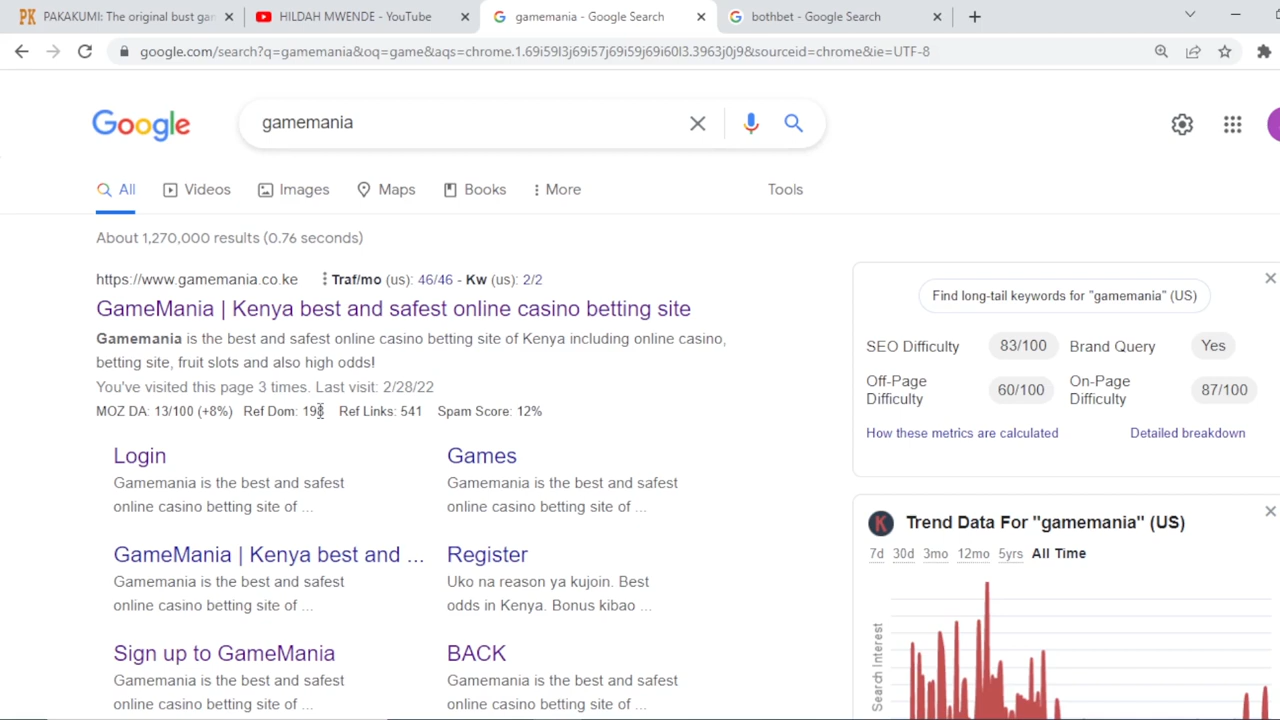 PK PAKAKUMI: The original bust gar
HILDAH MWENDE - YouTube
gamemania - Google Search
bothbet - Google Search
google.com/search?q=gamemania&oq=game&aqs=chrome.1.69i59l3j69i57j69i59j69i60l3.3963j0j9&sourceid=chrome&ie=UTF-8
Google
gamemania
All Videos Images Maps Books More Tools
About 1,270,000 results (0.76 seconds)
https://www.gamemania.co.ke Traf/mo (us): 46/46 - Kw (us): 2/2
GameMania | Kenya best and safest online casino betting site
Gamemania is the best and safest online casino betting site of Kenya including online casino,
betting site, fruit slots and also high odds!
You've visited this page 3 times. Last visit: 2/28/22
MOZ DA: 13/100 (+8%) Ref Dom: 198 Ref Links: 541 Spam Score: 12%
Login
Gamemania is the best and safest
online casino betting site of ...
Games
Gamemania is the best and safest
online casino betting site of ...
GameMania | Kenya best and ...
Gamemania is the best and safest
online casino betting site of ...
Register
Uko na reason ya kujoin. Best
odds in Kenya. Bonus kibao ...
Sign up to GameMania
Gamemania is the best and safest
online casino betting site of ...
BACK
Gamemania is the best and safest
online casino betting site of ...
Find long-tail keywords for "gamemania" (US)
SEO Difficulty 83/100 Brand Query Yes
Off-Page
Difficulty
60/100
On-Page
Difficulty
87/100
How these metrics are calculated Detailed breakdown
K Trend Data For "gamemania" (US)
7d 30d 3mo 12mo 5yrs All Time
Search Interest